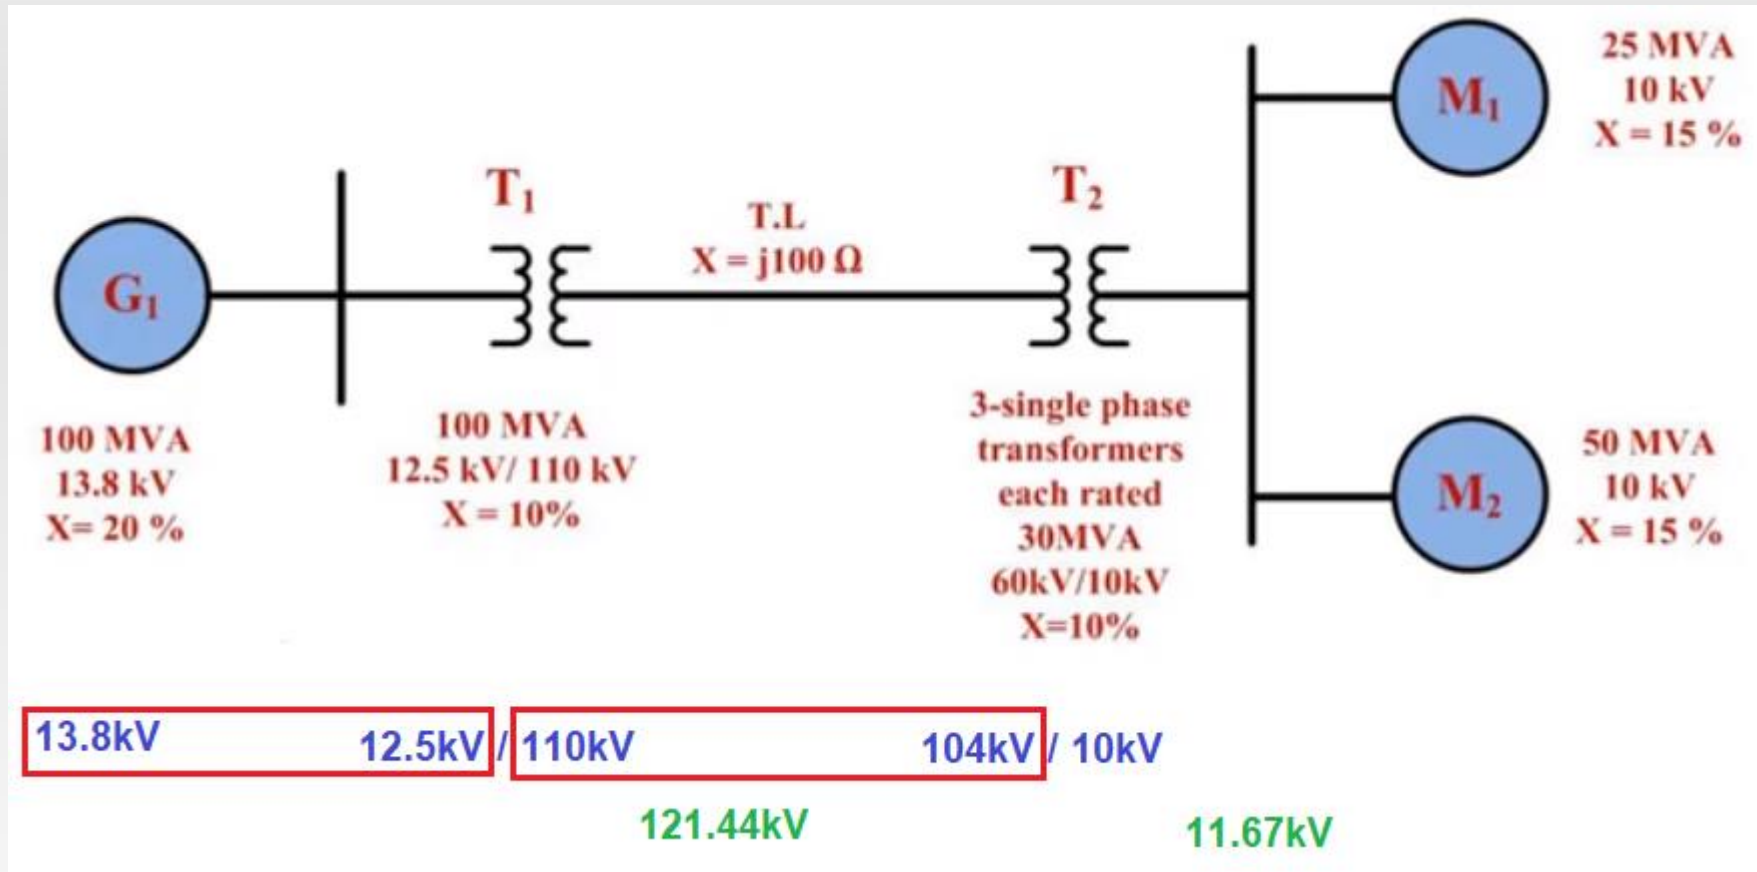 25 MVA
10 kV
X = 15 %
M₁
T₁
T₂
T.L
X = j100 Ω
G₁
100 MVA
13.8 kV
X= 20 %
100 MVA
12.5 kV/ 110 kV
X = 10%
3-single phase
transformers
each rated
30MVA
60kV/10kV
X=10%
50 MVA
10 kV
X = 15 %
M₂
13.8kV 12.5kV / 110kV 104kV / 10kV
121.44kV 11.67kV